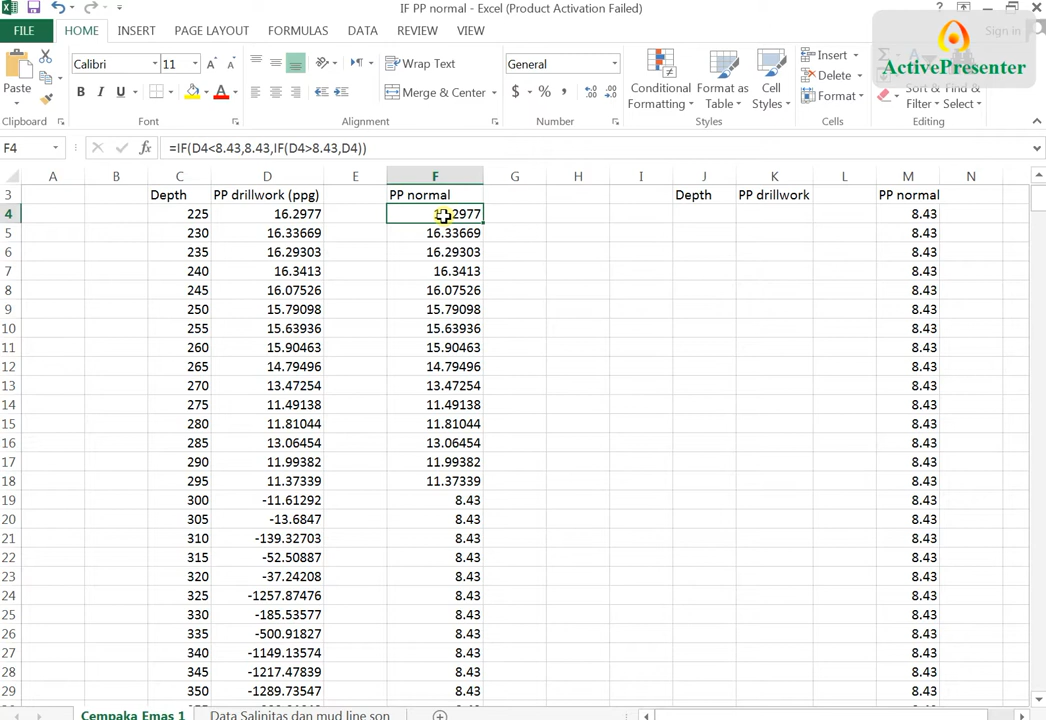 IF PP normal - Excel (Product Activation Failed)
Sign in
FILE HOME INSERT PAGE LAYOUT FORMULAS DATA REVIEW VIEW
ActivePresenter
Calibri 11 Wrap Text General Insert
Paste B I U Merge & Center $ % Conditional Formatting Format as Table Cell Styles Delete Format Sort & Filter Find & Select
Clipboard Font Alignment Number Styles Cells Editing
F4 fx =IF(D4<8.43,8.43,IF(D4>8.43,D4))
A B C D E F G H I J K L M N
3 Depth PP drillwork (ppg) PP normal Depth PP drillwork PP normal
4 225 16.2977 8.43
5 230 16.33669 16.33669 8.43
6 235 16.29303 16.29303 8.43
7 240 16.3413 16.3413 8.43
8 245 16.07526 16.07526 8.43
9 250 15.79098 15.79098 8.43
10 255 15.63936 15.63936 8.43
11 260 15.90463 15.90463 8.43
12 265 14.79496 14.79496 8.43
13 270 13.47254 13.47254 8.43
14 275 11.49138 11.49138 8.43
15 280 11.81044 11.81044 8.43
16 285 13.06454 13.06454 8.43
17 290 11.99382 11.99382 8.43
18 295 11.37339 11.37339 8.43
19 300 -11.61292 8.43 8.43
20 305 -13.6847 8.43 8.43
21 310 -139.32703 8.43 8.43
22 315 -52.50887 8.43 8.43
23 320 -37.24208 8.43 8.43
24 325 -1257.87476 8.43 8.43
25 330 -185.53577 8.43 8.43
26 335 -500.91827 8.43 8.43
27 340 -1149.13574 8.43 8.43
28 345 -1217.47839 8.43 8.43
29 350 -1289.73547 8.43 8.43
Cempaka Emas 1 Data Salinitas dan mud line son